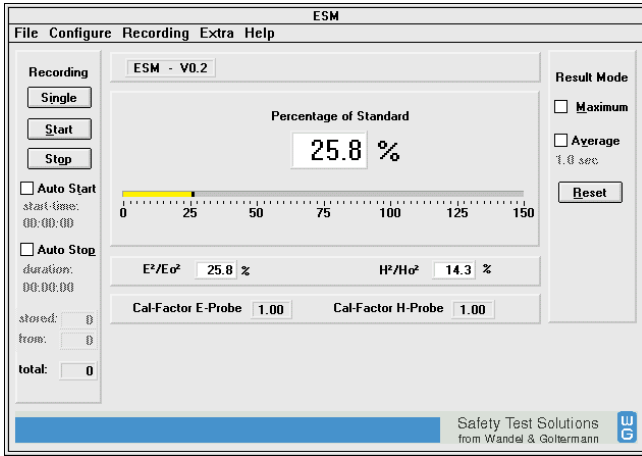 ESM
File Configure Recording Extra Help
Recording
Single
Start
Stop
Auto Start
start-time:
00:00:00
Auto Stop
duration:
00:00:00
stored: 0
from: 0
total: 0
ESM - V0.2
Percentage of Standard
25.8 %
0 25 50 75 100 125 150
E²/Eo² 25.8 % H²/Ho² 14.3 %
Cal-Factor E-Probe 1.00 Cal-Factor H-Probe 1.00
Result Mode
Maximum
Average
1.0 sec
Reset
Safety Test Solutions
from Wandel & Goltermann
WG